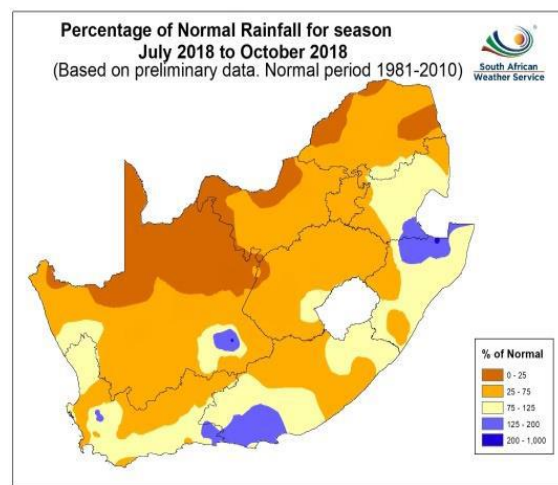 Percentage of Normal Rainfall for season
July 2018 to October 2018
(Based on preliminary data. Normal period 1981-2010)
South African
Weather Service
% of Normal
0 - 25
25 - 75
75 - 125
125 - 200
200 - 1,000